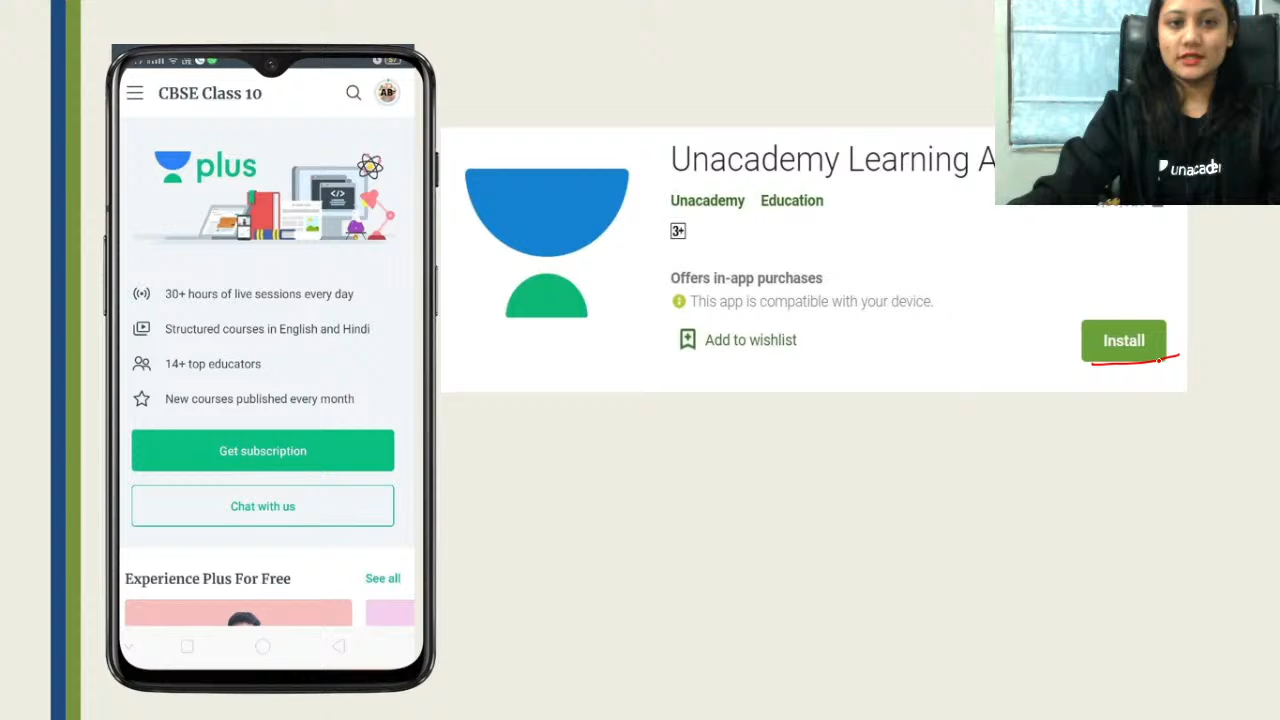 CBSE Class 10
AB
plus
30+ hours of live sessions every day
Structured courses in English and Hindi
14+ top educators
New courses published every month
Get subscription
Chat with us
Experience Plus For Free
See all
Unacademy Learning A
Unacademy Education
3+
Offers in-app purchases
This app is compatible with your device.
Add to wishlist
Install
unacade